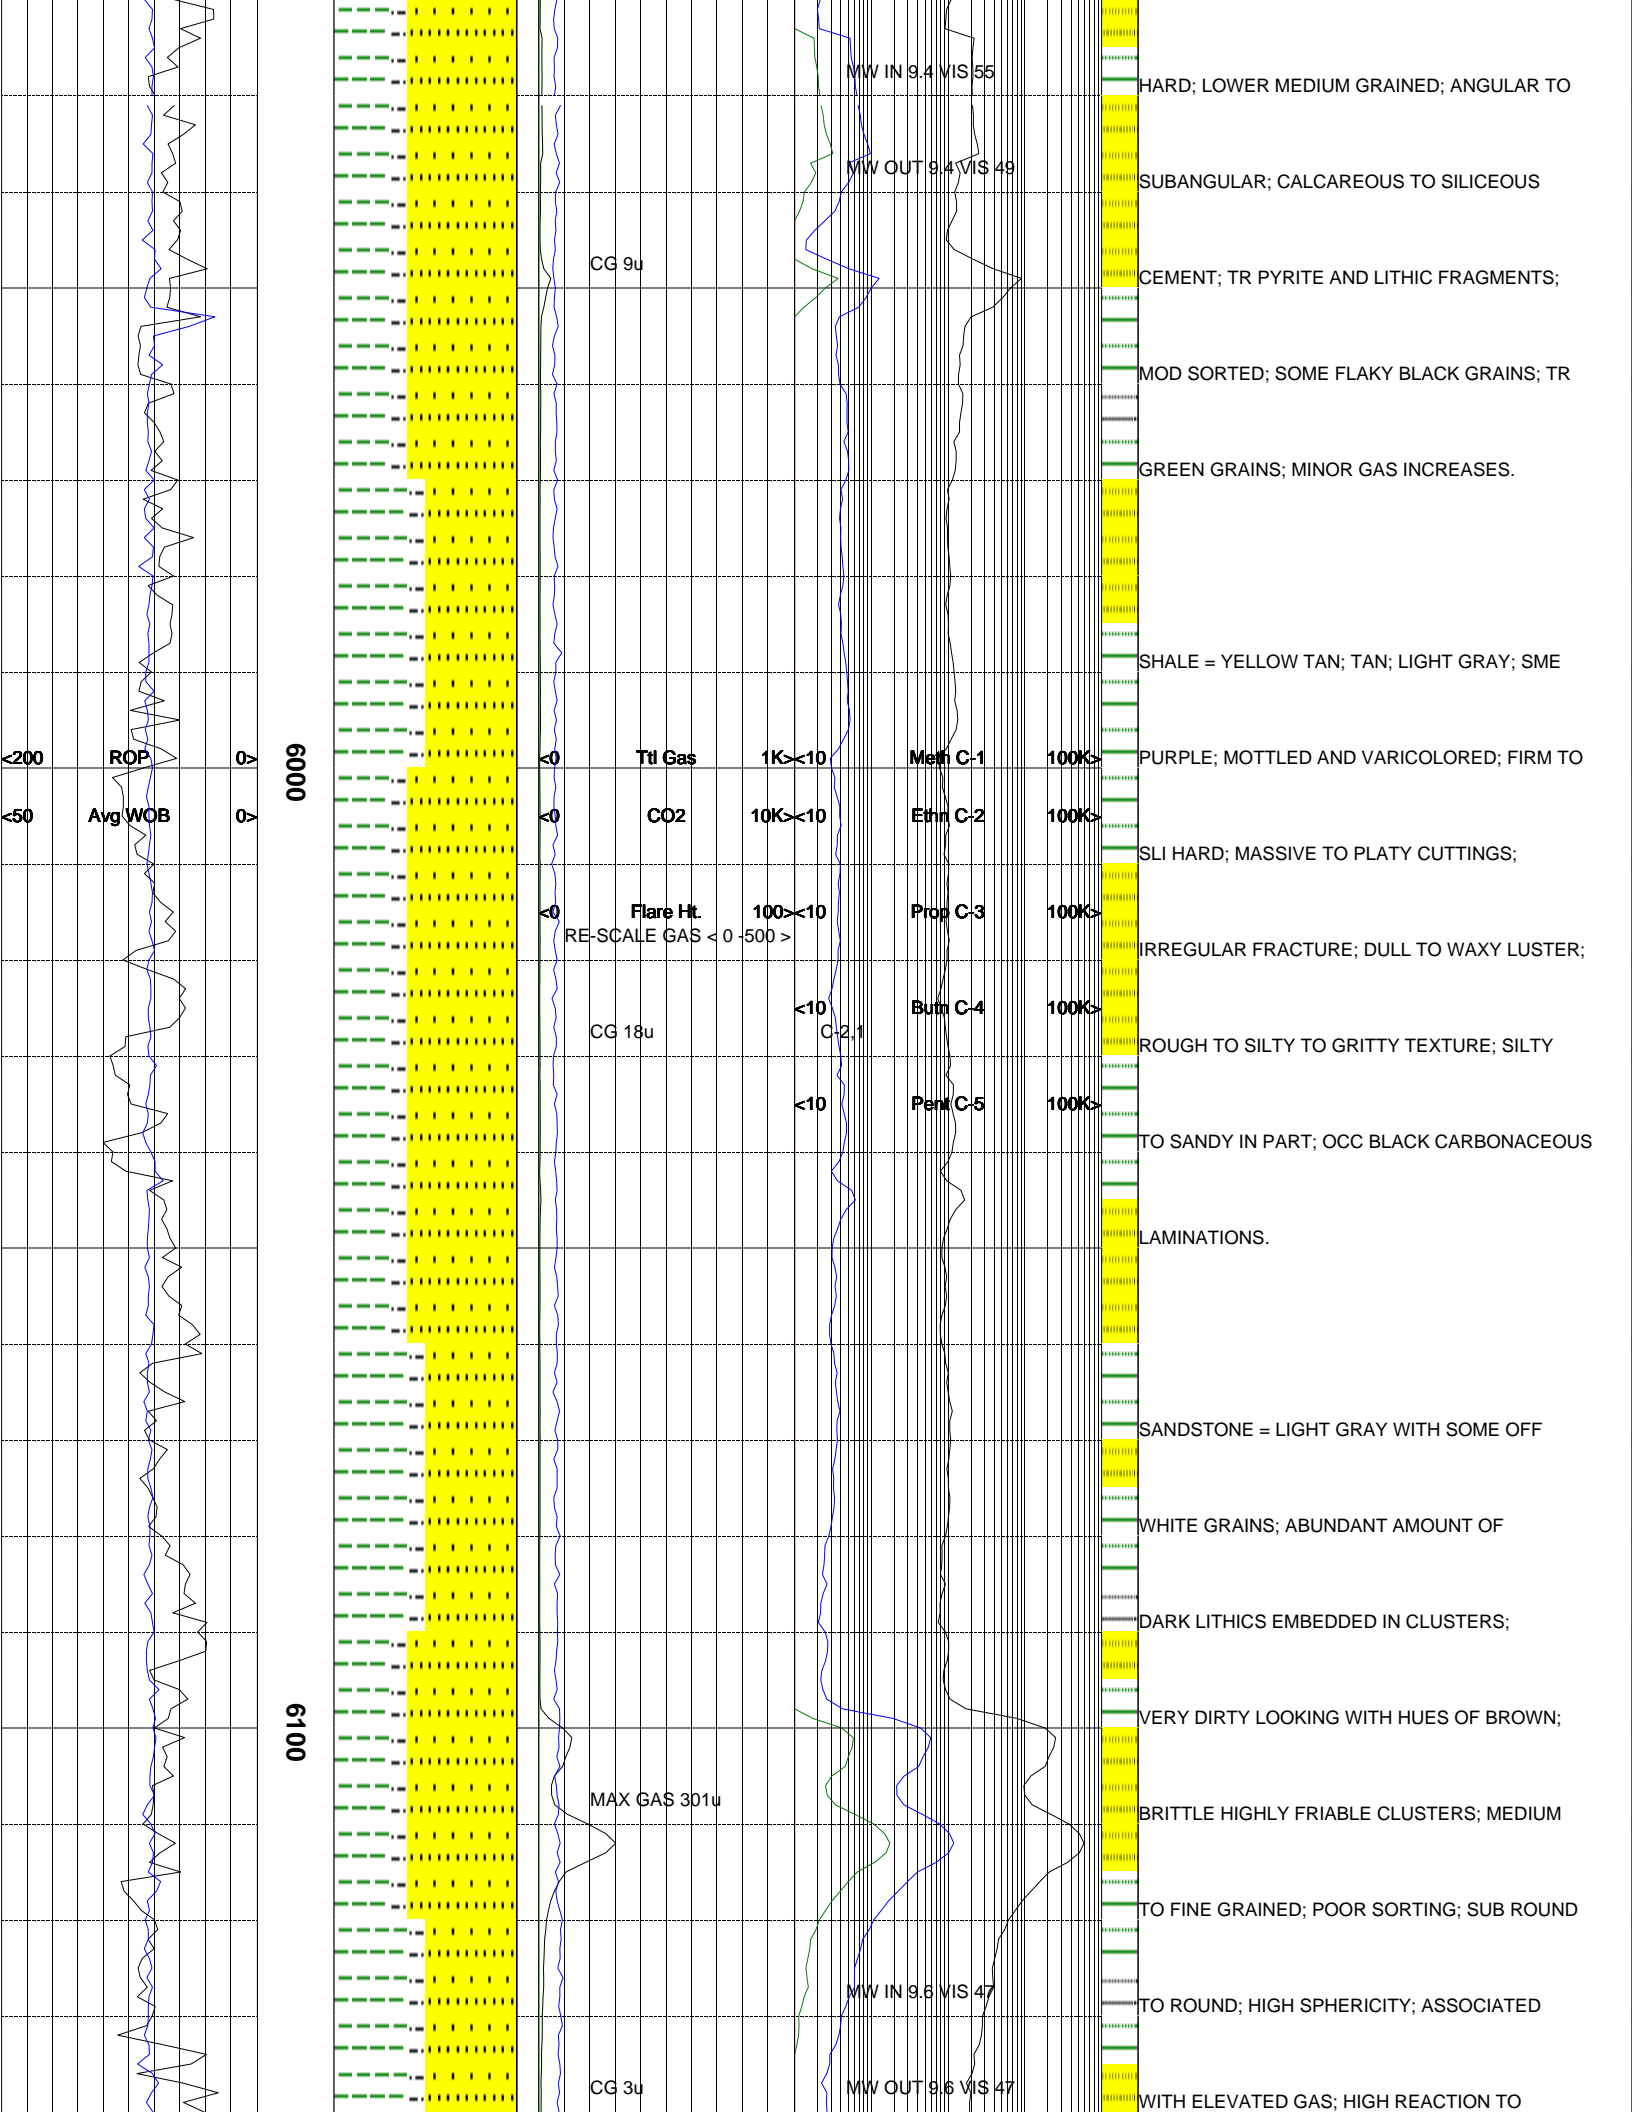 MW IN 9.4 VIS 55
HARD; LOWER MEDIUM GRAINED; ANGULAR TO
MW OUT 9.4 VIS 49
SUBANGULAR; CALCAREOUS TO SILICEOUS
CG 9u
CEMENT; TR PYRITE AND LITHIC FRAGMENTS;
MOD SORTED; SOME FLAKY BLACK GRAINS; TR
GREEN GRAINS; MINOR GAS INCREASES.
SHALE = YELLOW TAN; TAN; LIGHT GRAY; SME
<200 ROP 0> 6000 <0 Ttl Gas 1K> <10 Meth C-1 100K> PURPLE; MOTTLED AND VARICOLORED; FIRM TO
<50 Avg WOB 0> <0 CO2 10K> <10 Ethn C-2 100K>
SLI HARD; MASSIVE TO PLATY CUTTINGS;
<0 Flare Ht. 100> <10 Prop C-3 100K>
RE-SCALE GAS < 0 -500 >
IRREGULAR FRACTURE; DULL TO WAXY LUSTER;
<10 Butn C-4 100K>
CG 18u C-2,1
ROUGH TO SILTY TO GRITTY TEXTURE; SILTY
<10 Pent C-5 100K>
TO SANDY IN PART; OCC BLACK CARBONACEOUS
LAMINATIONS.
SANDSTONE = LIGHT GRAY WITH SOME OFF
WHITE GRAINS; ABUNDANT AMOUNT OF
DARK LITHICS EMBEDDED IN CLUSTERS;
6100 VERY DIRTY LOOKING WITH HUES OF BROWN;
MAX GAS 301u
BRITTLE HIGHLY FRIABLE CLUSTERS; MEDIUM
TO FINE GRAINED; POOR SORTING; SUB ROUND
MW IN 9.6 VIS 47
TO ROUND; HIGH SPHERICITY; ASSOCIATED
CG 3u MW OUT 9.6 VIS 47
WITH ELEVATED GAS; HIGH REACTION TO